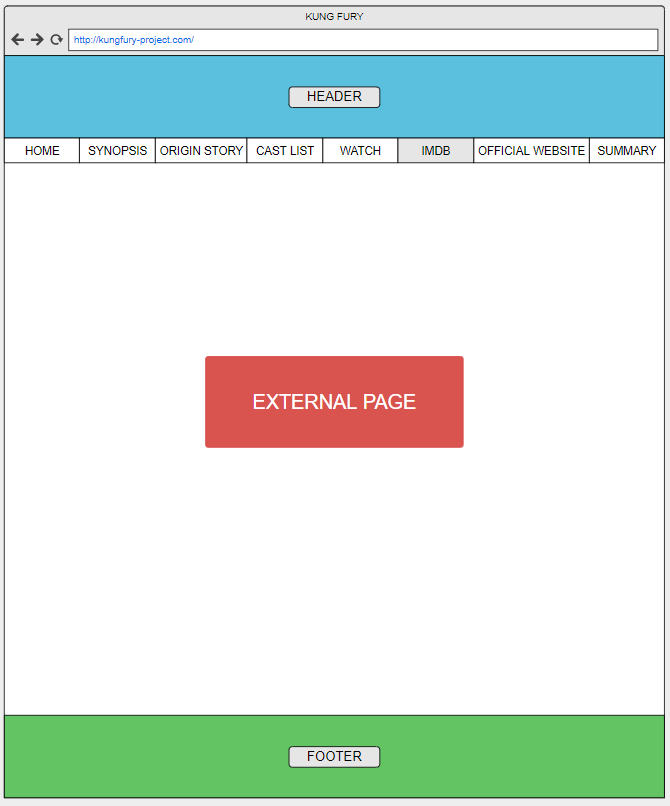 KUNG FURY
http://kungfury-project.com/
HEADER
HOME SYNOPSIS ORIGIN STORY CAST LIST WATCH IMDB OFFICIAL WEBSITE SUMMARY
EXTERNAL PAGE
FOOTER